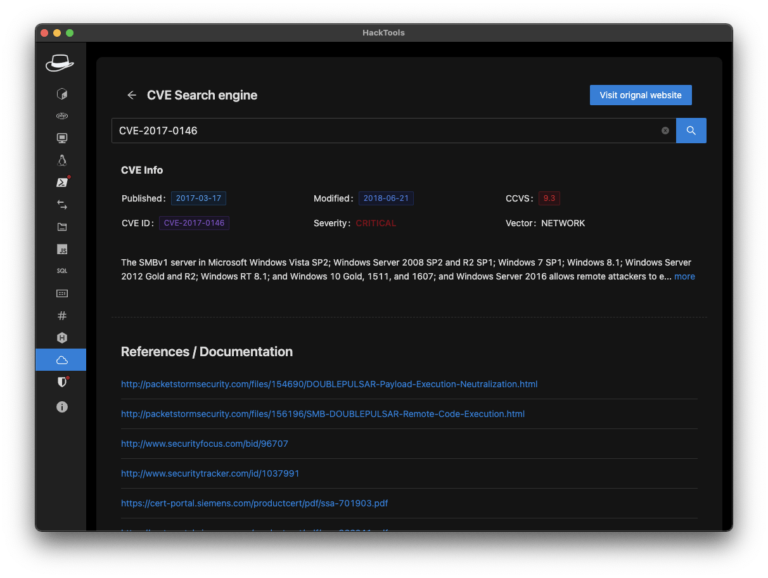 HackTools
CVE Search engine
Visit orignal website
CVE-2017-0146
CVE Info
Published: 2017-03-17 Modified: 2018-06-21 CCVS: 9.3
CVE ID: CVE-2017-0146 Severity: CRITICAL Vector: NETWORK
The SMBv1 server in Microsoft Windows Vista SP2; Windows Server 2008 SP2 and R2 SP1; Windows 7 SP1; Windows 8.1; Windows Server
2012 Gold and R2; Windows RT 8.1; and Windows 10 Gold, 1511, and 1607; and Windows Server 2016 allows remote attackers to e... more
SQL
#
References / Documentation
http://packetstormsecurity.com/files/154690/DOUBLEPULSAR-Payload-Execution-Neutralization.html
http://packetstormsecurity.com/files/156196/SMB-DOUBLEPULSAR-Remote-Code-Execution.html
http://www.securityfocus.com/bid/96707
http://www.securitytracker.com/id/1037991
https://cert-portal.siemens.com/productcert/pdf/ssa-701903.pdf